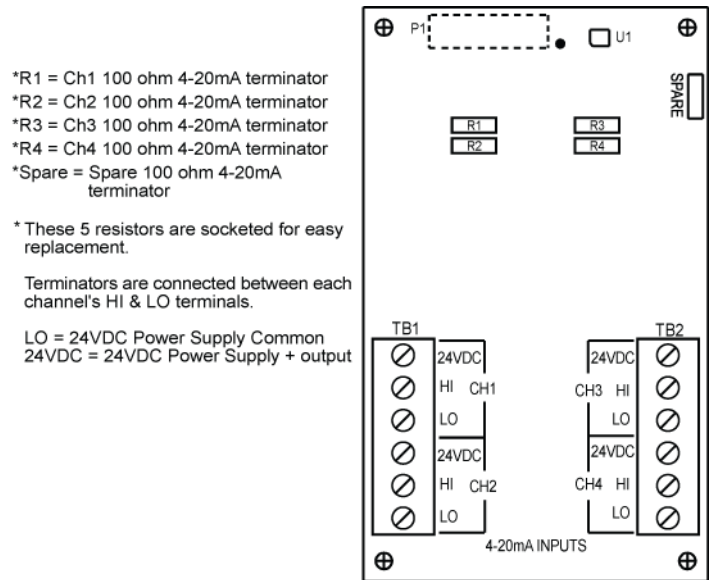 *R1 = Ch1 100 ohm 4-20mA terminator
*R2 = Ch2 100 ohm 4-20mA terminator
*R3 = Ch3 100 ohm 4-20mA terminator
*R4 = Ch4 100 ohm 4-20mA terminator
*Spare = Spare 100 ohm 4-20mA
terminator
* These 5 resistors are socketed for easy
replacement.
Terminators are connected between each
channel's HI & LO terminals.
LO = 24VDC Power Supply Common
24VDC = 24VDC Power Supply + output
P1
U1
SPARE
R1
R2
R3
R4
TB1
24VDC
HI CH1
LO
24VDC
HI CH2
LO
TB2
24VDC
CH3 HI
LO
24VDC
CH4 HI
LO
4-20mA INPUTS